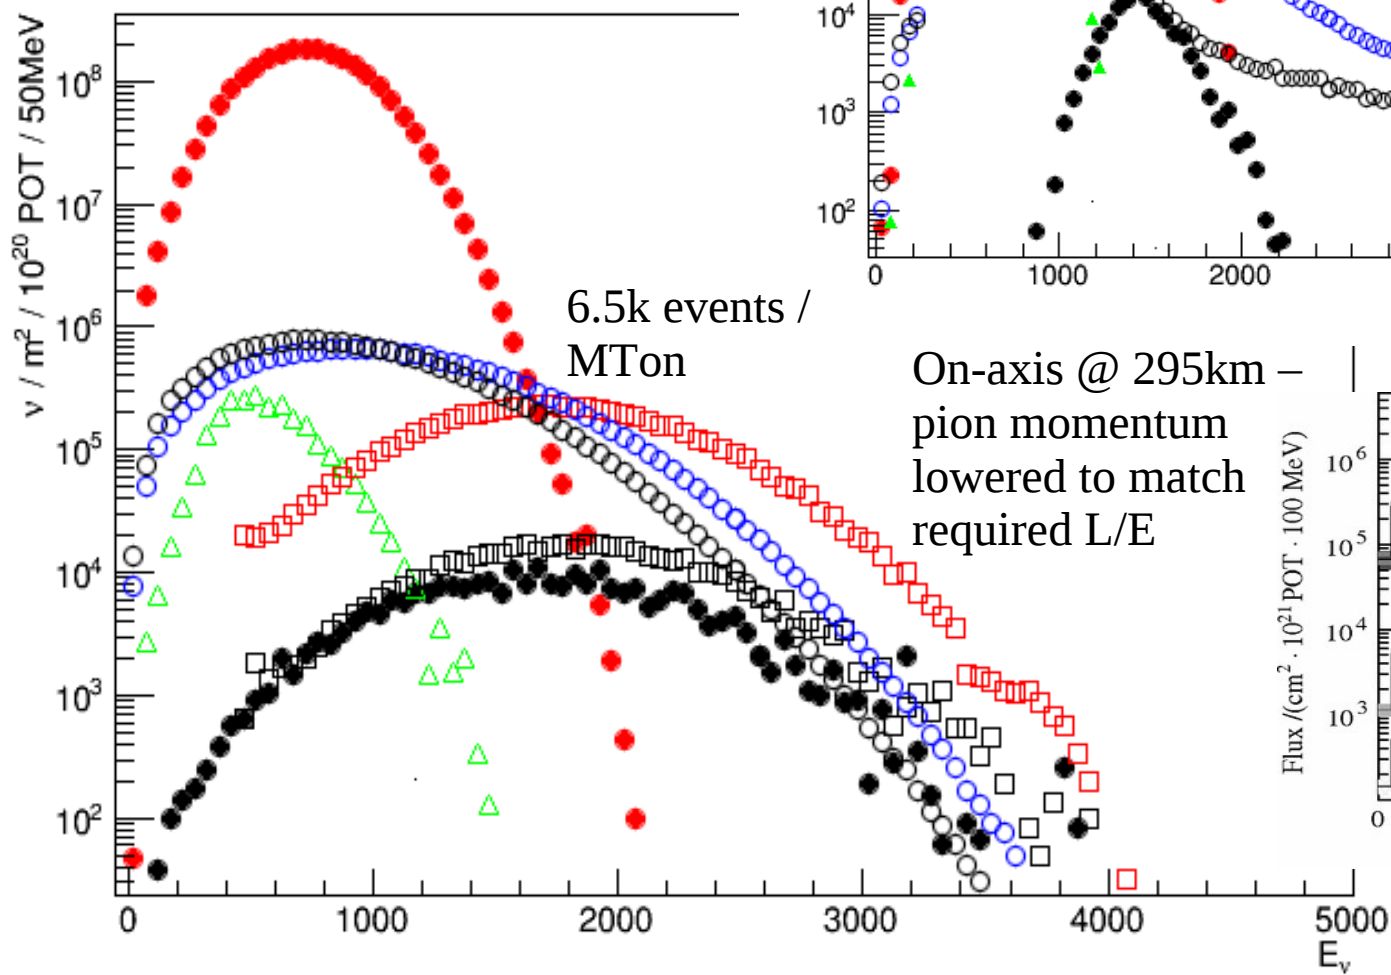 10⁸
10⁷
10⁶
10⁵
10⁴
10³
10²
ν / m² / 10²⁰ POT / 50MeV
0
1000
2000
3000
4000
5000
Eᵥ
6.5k events /
MTon
10⁴
10³
10²
0
1000
2000
On-axis @ 295km –
pion momentum
lowered to match
required L/E
Flux /(cm² · 10²¹ POT · 100 MeV)
10⁶
10⁵
10⁴
10³
0